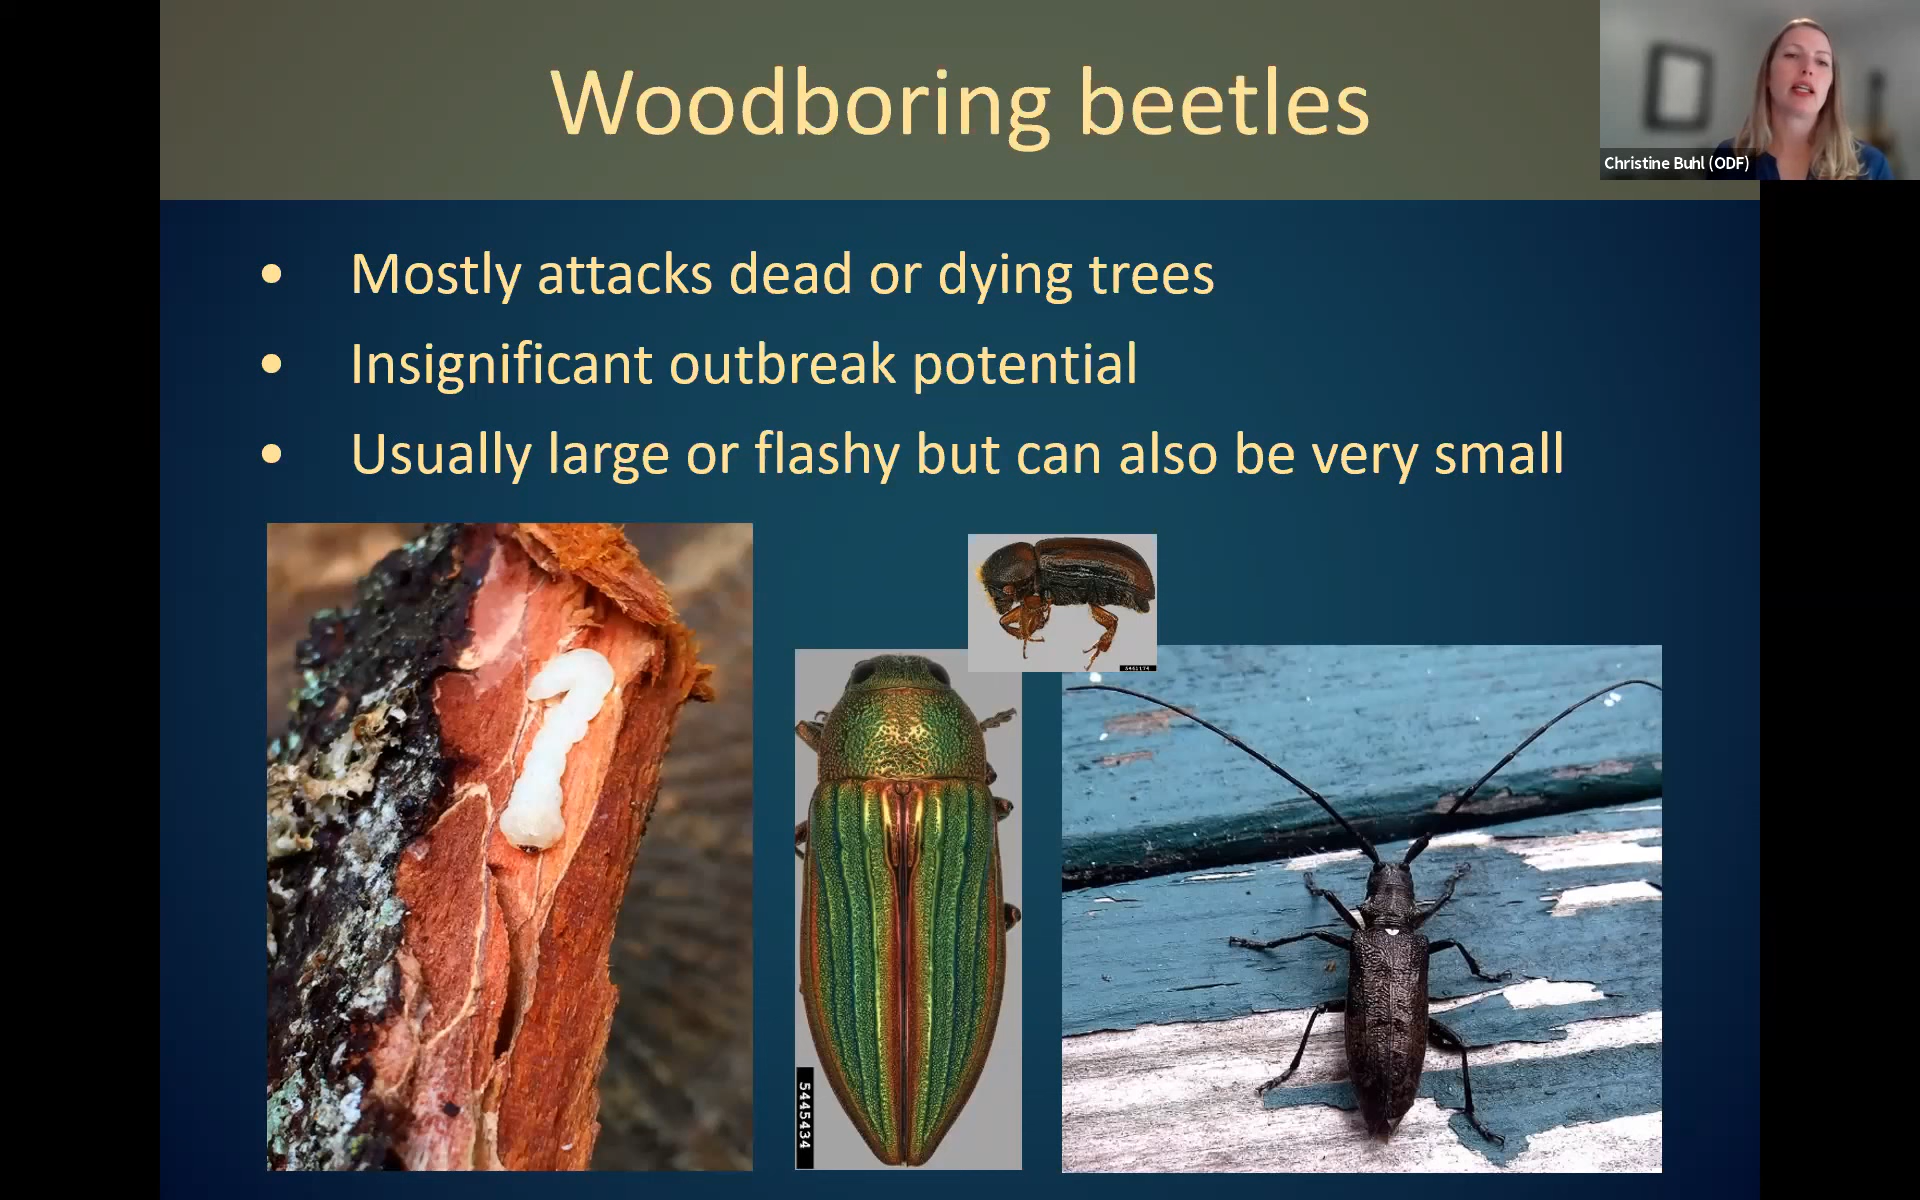 Woodboring beetles
Christine Buhl (ODF)
• Mostly attacks dead or dying trees
• Insignificant outbreak potential
• Usually large or flashy but can also be very small
5445434